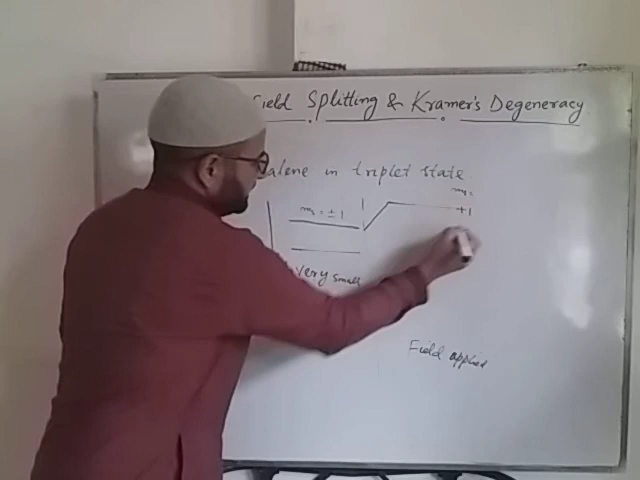 Field Splitting & Kramer's Degeneracy
alene in triplet state
ms =
ms = ± 1
+1
very small
Field applied